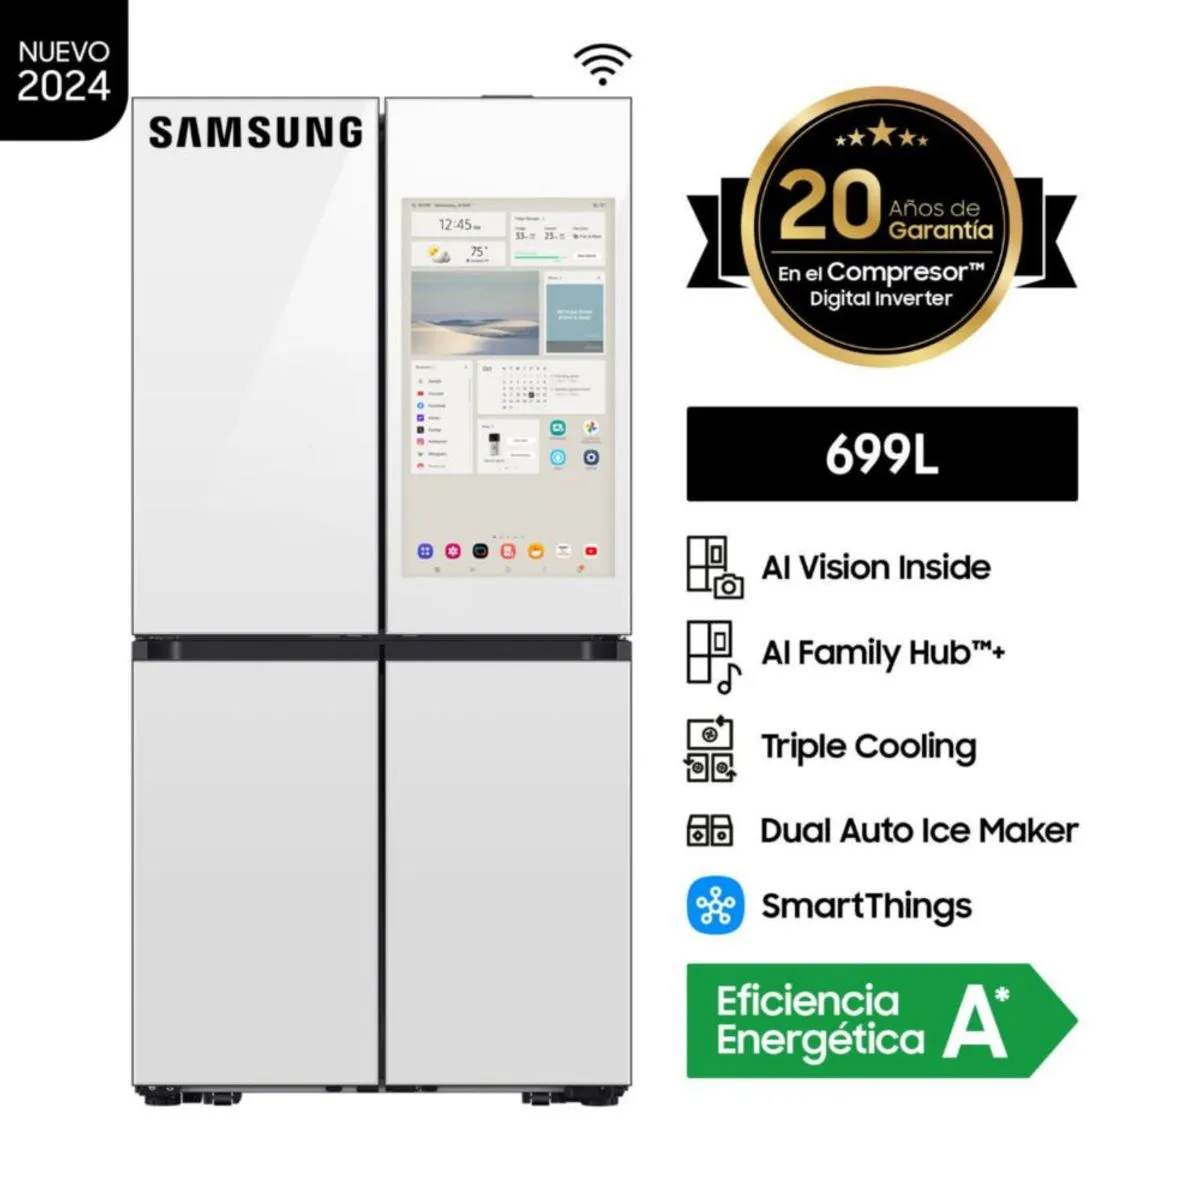 NUEVO
2024
SAMSUNG
12:45
75°
20 Años de
Garantía
En el Compresor™
Digital Inverter
699L
AI Vision Inside
AI Family Hub™+
Triple Cooling
Dual Auto Ice Maker
SmartThings
Eficiencia
Energética A*